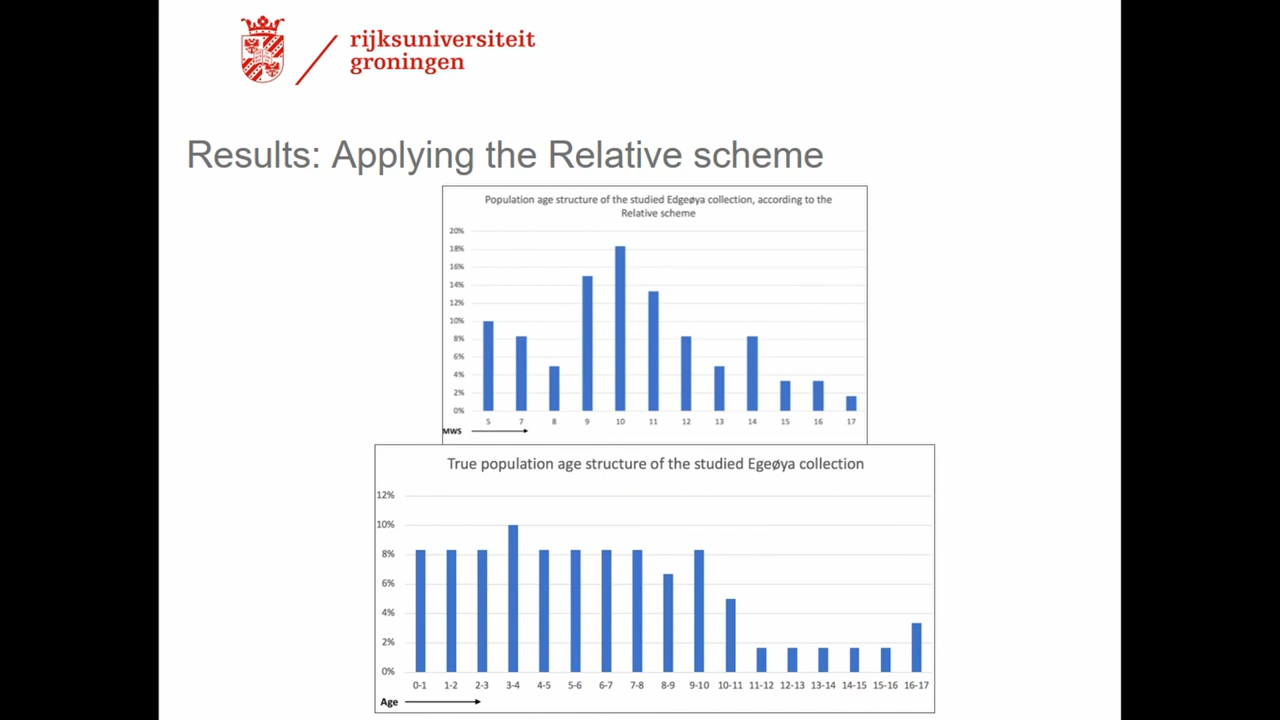 rijksuniversiteit
groningen
Results: Applying the Relative scheme
Population age structure of the studied Edgeøya collection, according to the
Relative scheme
20%
18%
16%
14%
12%
10%
8%
6%
4%
2%
0%
5 7 8 9 10 11 12 13 14 15 16 17
MWS
True population age structure of the studied Egeøya collection
12%
10%
8%
6%
4%
2%
0%
0-1 1-2 2-3 3-4 4-5 5-6 6-7 7-8 8-9 9-10 10-11 11-12 12-13 13-14 14-15 15-16 16-17
Age